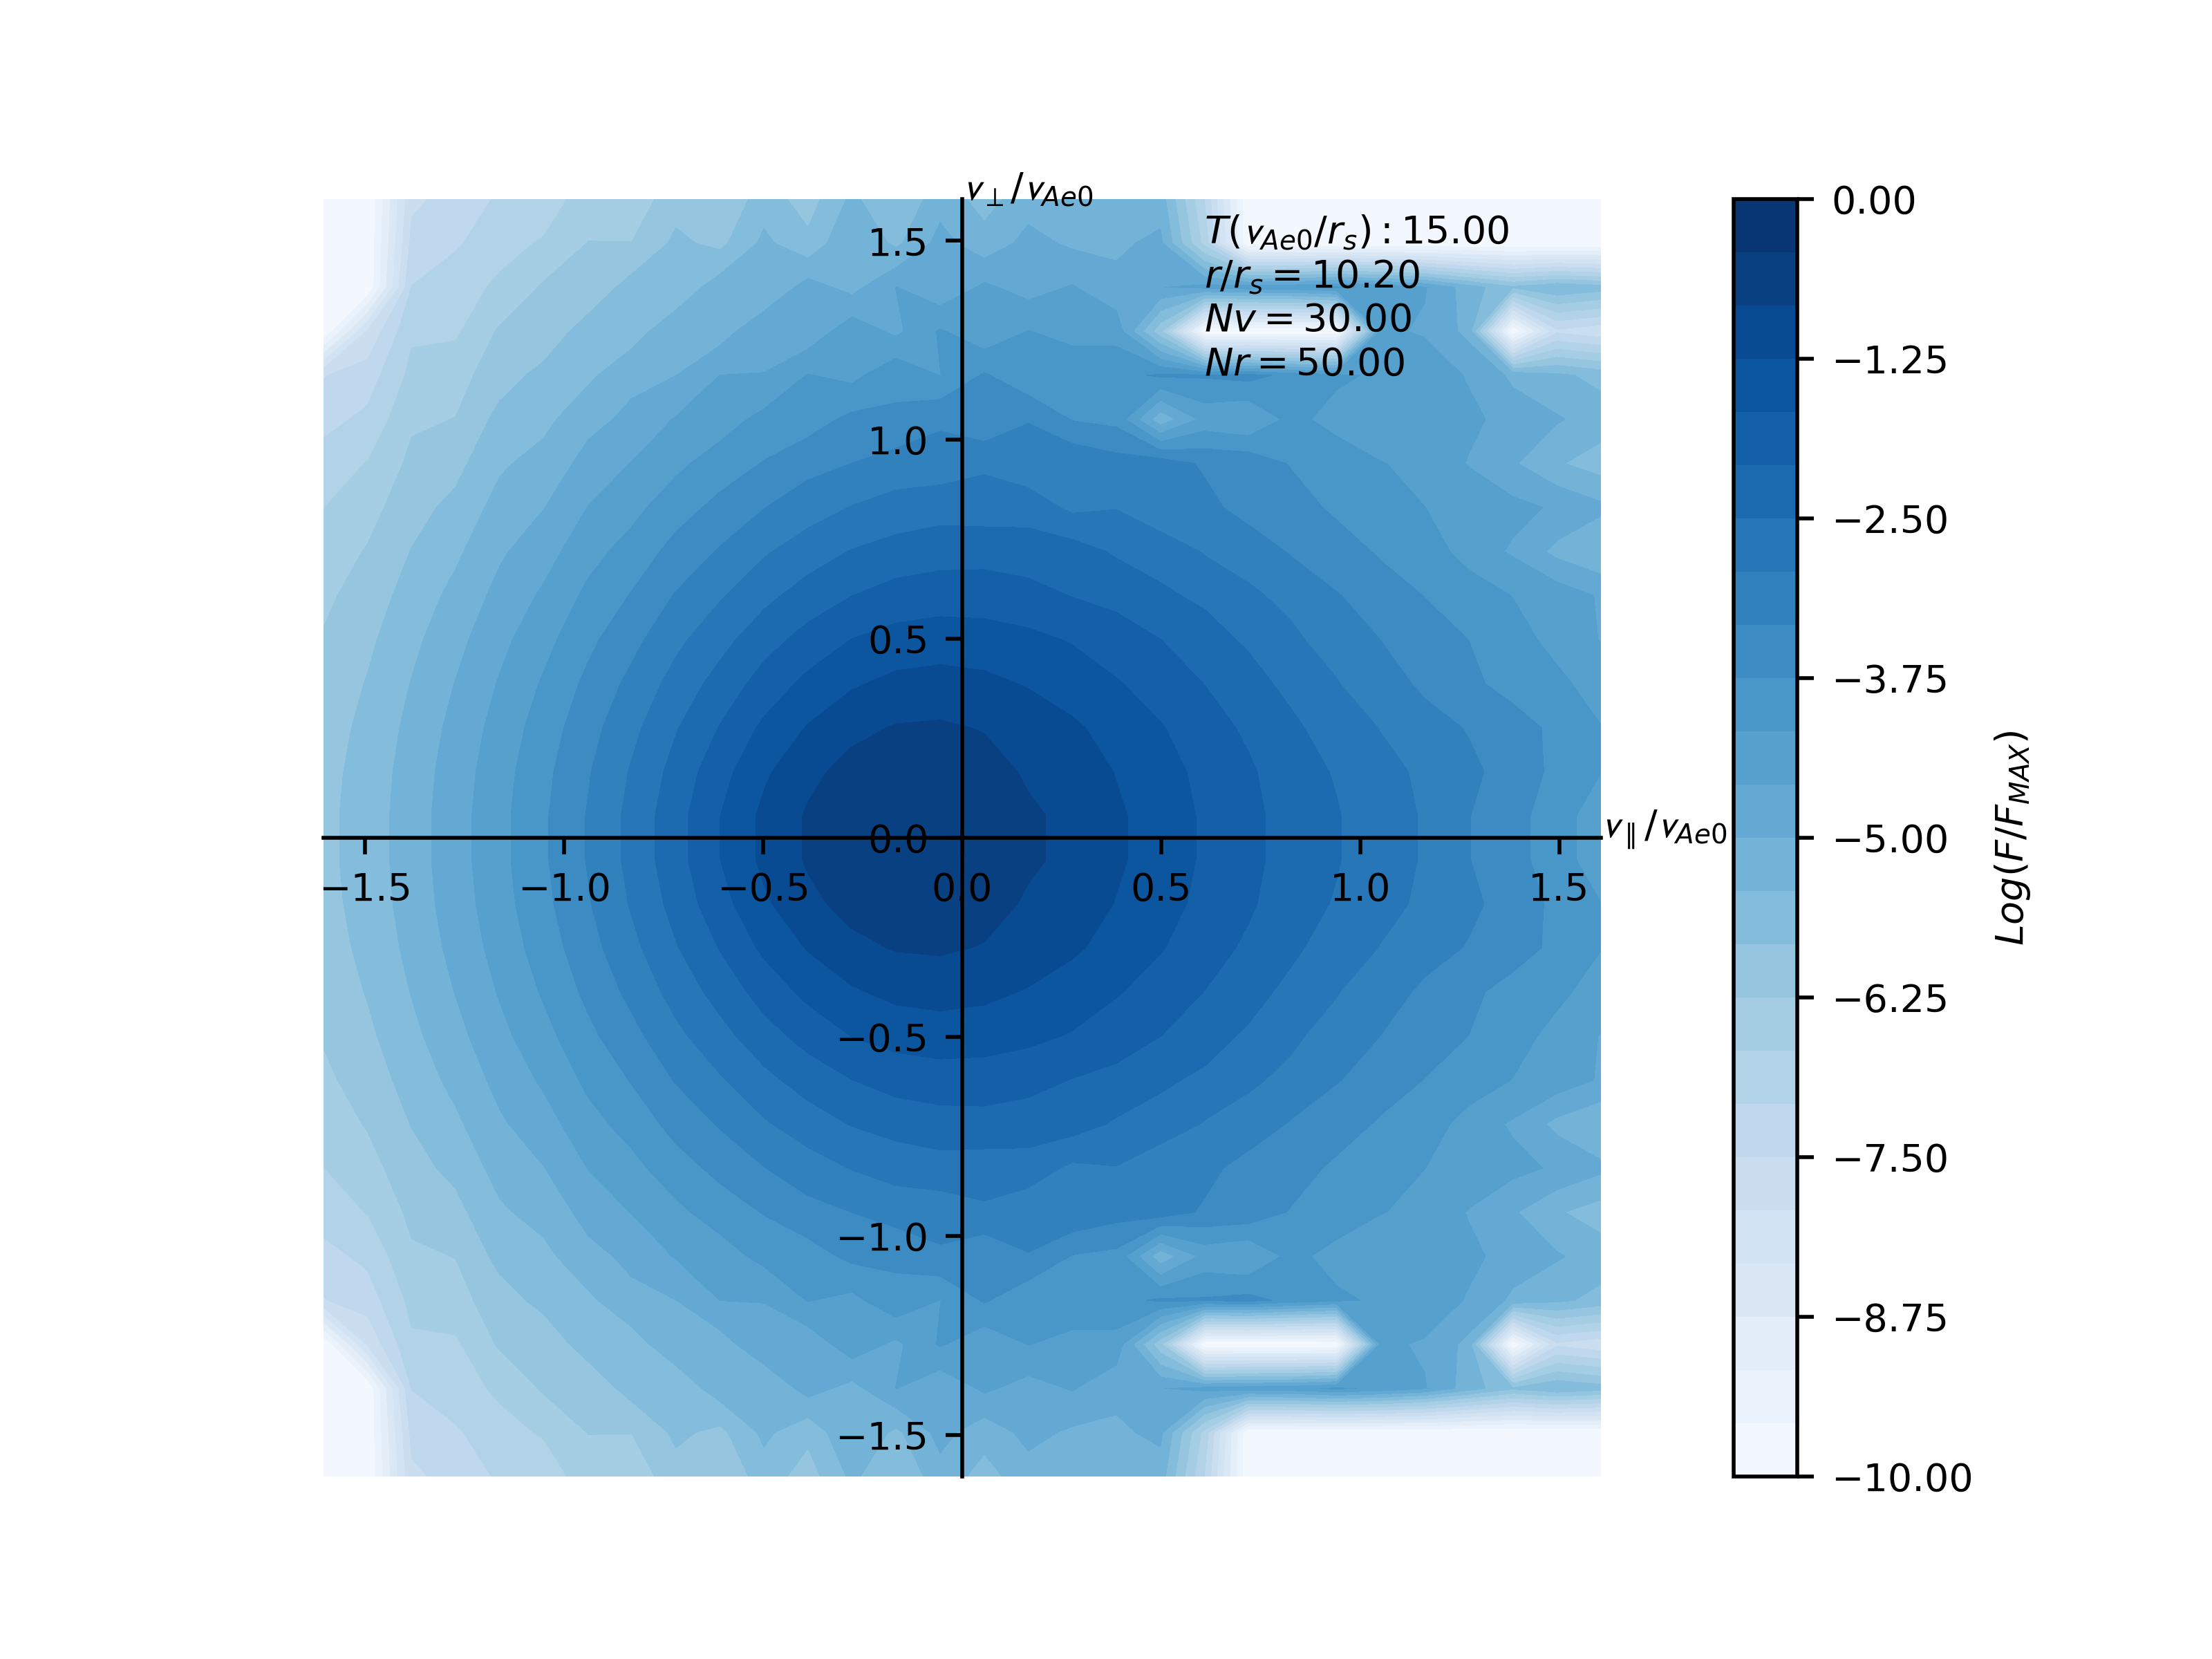 v⊥/vAe0
T(vAe0/rs) : 15.00
r/rs = 10.20
Nv = 30.00
Nr = 50.00
1.5
1.0
0.5
0.0
−0.5
−1.0
−1.5
−1.5 −1.0 −0.5 0.0 0.5 1.0 1.5
v∥/vAe0
0.00
−1.25
−2.50
−3.75
−5.00
−6.25
−7.50
−8.75
−10.00
Log(F/FMAX)